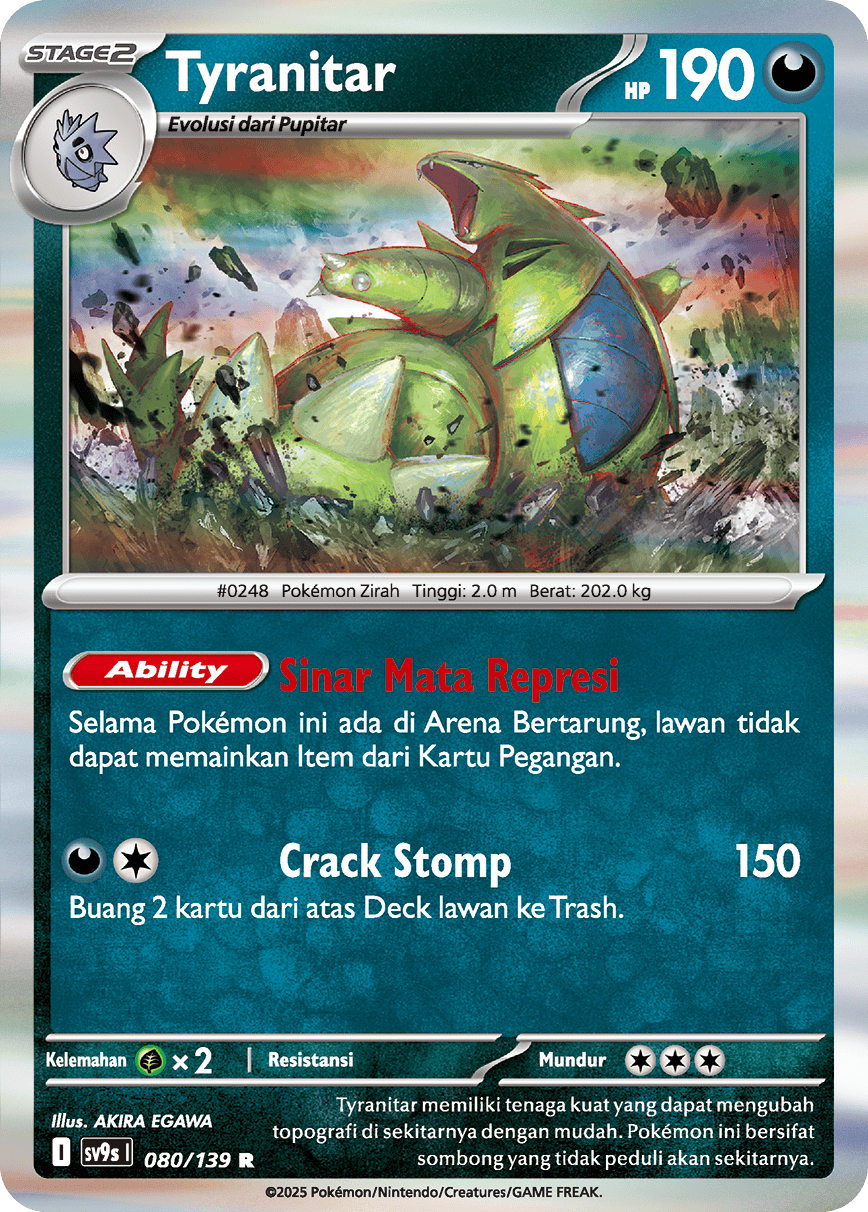 STAGE2
Tyranitar
HP 190
Evolusi dari Pupitar
#0248 Pokémon Zirah Tinggi: 2.0 m Berat: 202.0 kg
Ability Sinar Mata Represi
Selama Pokémon ini ada di Arena Bertarung, lawan tidak
dapat memainkan Item dari Kartu Pegangan.
Crack Stomp 150
Buang 2 kartu dari atas Deck lawan ke Trash.
Kelemahan ×2 | Resistansi Mundur
Illus. AKIRA EGAWA
I sv9s I 080/139 R
Tyranitar memiliki tenaga kuat yang dapat mengubah
topografi di sekitarnya dengan mudah. Pokémon ini bersifat
sombong yang tidak peduli akan sekitarnya.
©2025 Pokémon/Nintendo/Creatures/GAME FREAK.